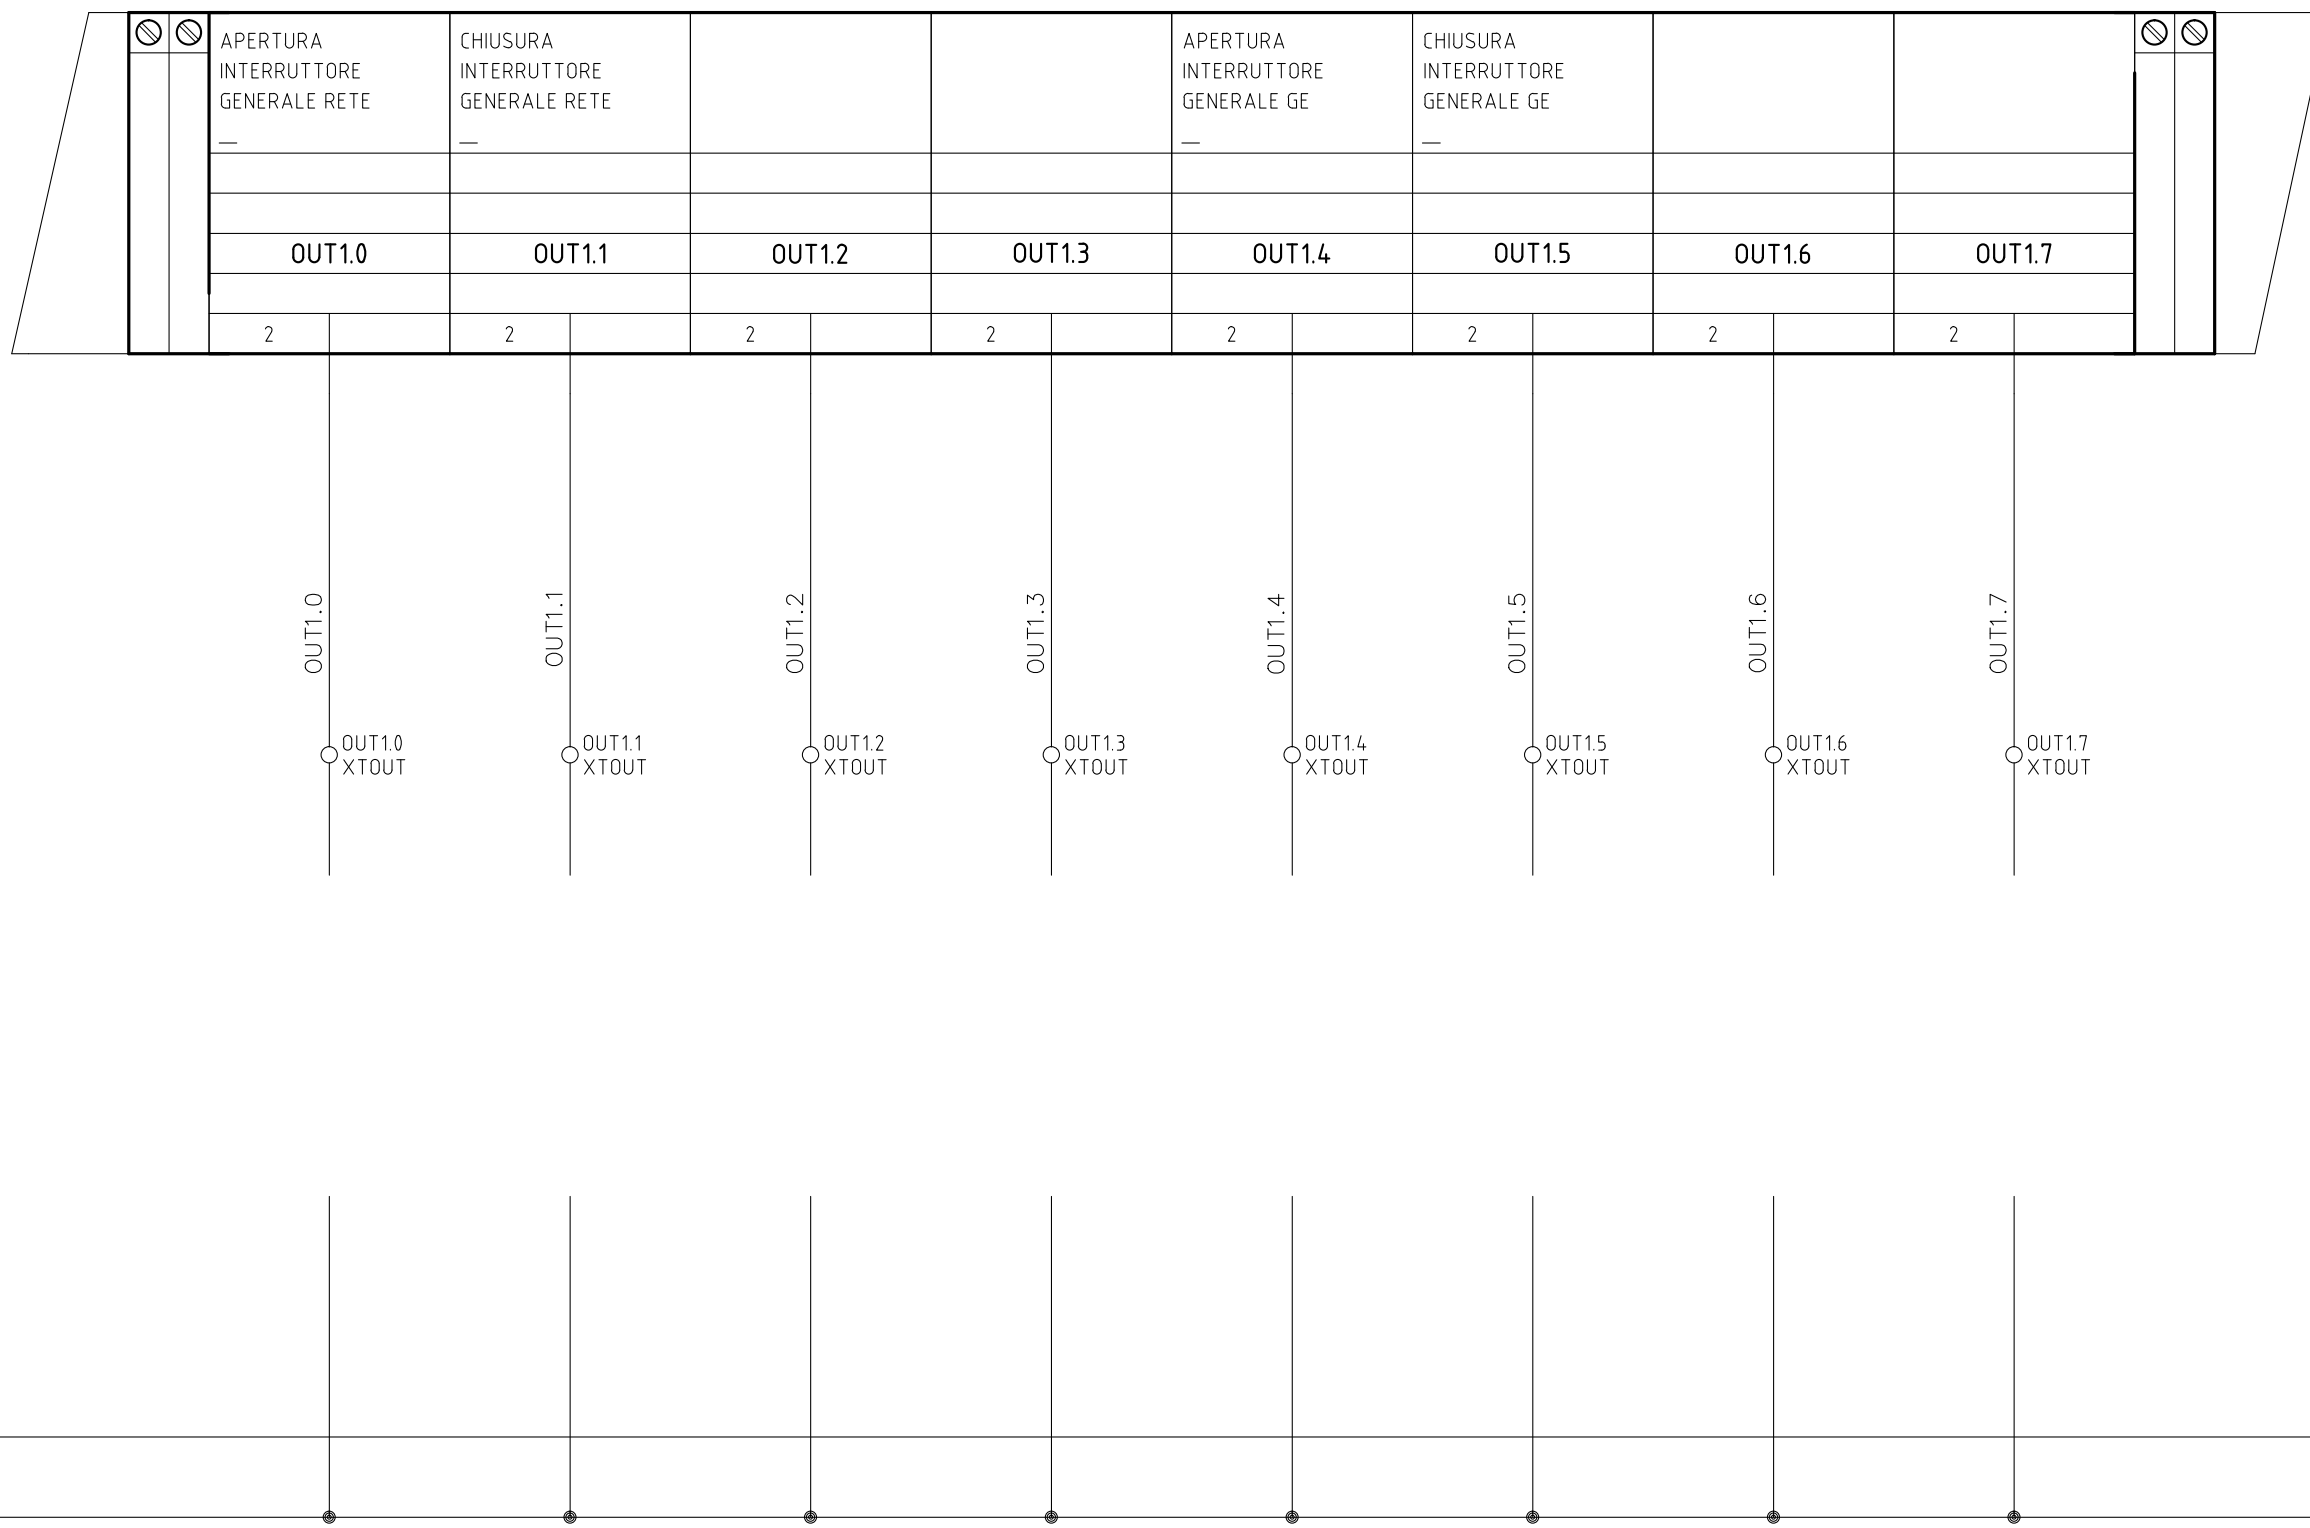 APERTURA
INTERRUTTORE
GENERALE RETE
_
CHIUSURA
INTERRUTTORE
GENERALE RETE
_
APERTURA
INTERRUTTORE
GENERALE GE
_
CHIUSURA
INTERRUTTORE
GENERALE GE
_
OUT1.0 OUT1.1 OUT1.2 OUT1.3 OUT1.4 OUT1.5 OUT1.6 OUT1.7
2 2 2 2 2 2 2 2
OUT1.0
OUT1.1
OUT1.2
OUT1.3
OUT1.4
OUT1.5
OUT1.6
OUT1.7
OUT1.0
XTOUT
OUT1.1
XTOUT
OUT1.2
XTOUT
OUT1.3
XTOUT
OUT1.4
XTOUT
OUT1.5
XTOUT
OUT1.6
XTOUT
OUT1.7
XTOUT